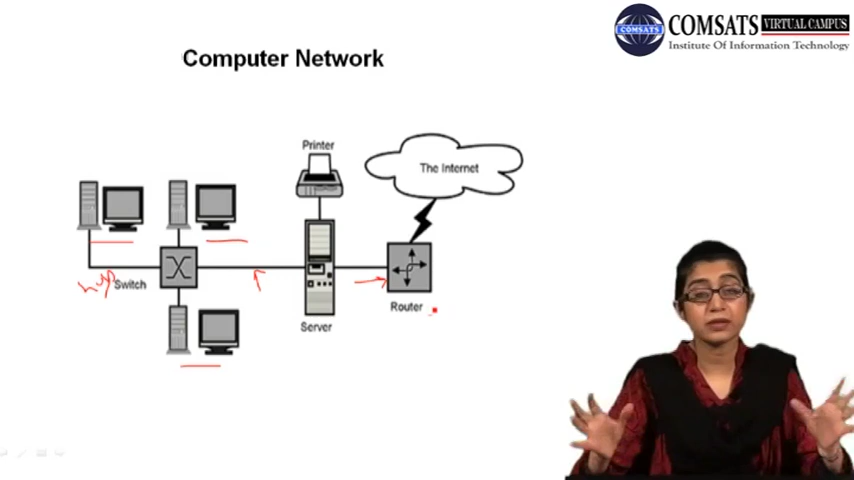 COMSATS VIRTUAL CAMPUS
COMSATS
Institute Of Information Technology
Computer Network
Printer
The Internet
Switch
Router
Server